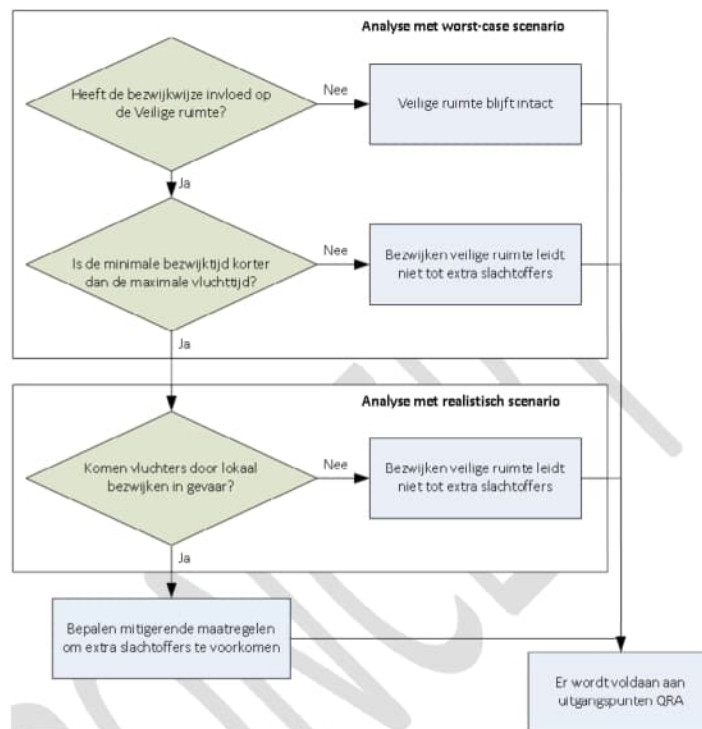 Analyse met worst-case scenario
Heeft de bezwijkwijze invloed op
de Veilige ruimte?
Nee
Veilige ruimte blijft intact
Ja
Is de minimale bezwijktijd korter
dan de maximale vluchttijd?
Nee
Bezwijken veilige ruimte leidt
niet tot extra slachtoffers
Ja
Analyse met realistisch scenario
Komen vluchters door lokaal
bezwijken in gevaar?
Nee
Bezwijken veilige ruimte leidt
niet tot extra slachtoffers
Ja
Bepalen mitigerende maatregelen
om extra slachtoffers te voorkomen
Er wordt voldaan aan
uitgangspunten QRA